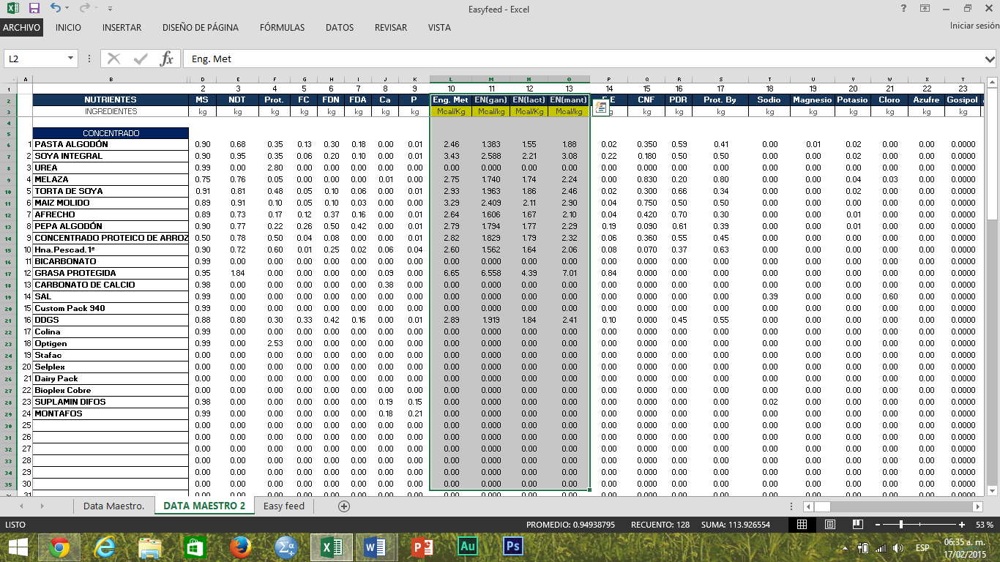 Easyfeed - Excel
ARCHIVO INICIO INSERTAR DISEÑO DE PÁGINA FÓRMULAS DATOS REVISAR VISTA Iniciar sesión
L2 fx Eng. Met
A B D E F G H I J K L M N O P Q R S T U V W X Y
1 2 3 4 5 6 7 8 9 10 11 12 13 14 15 16 17 18 19 20 21 22 23
2 NUTRIENTES MS NDT Prot. FC FDN FDA Ca P Eng. Met EN(gan) EN(lact) EN(mant) E CNF PDR Prot. By Sodio Magnesio Potasio Cloro Azufre Gosipol
3 INGREDIENTES kg kg kg kg kg kg kg kg Mcal/Kg Mcal/kg Mcal/Kg Mcal/kg kg kg kg kg kg kg kg kg kg kg
4
5 CONCENTRADO
6 1 PASTA ALGODÓN 0.90 0.68 0.35 0.13 0.30 0.18 0.00 0.01 2.46 1.383 1.55 1.88 0.02 0.350 0.59 0.41 0.00 0.01 0.02 0.00 0.00 0.0000
7 2 SOYA INTEGRAL 0.90 0.95 0.35 0.06 0.20 0.10 0.00 0.01 3.43 2.588 2.21 3.08 0.22 0.180 0.50 0.50 0.00 0.00 0.02 0.00 0.00 0.0000
8 3 UREA 0.99 0.00 2.80 0.00 0.00 0.00 0.00 0.00 0.00 0.000 0.00 0.00 0.00 0.000 0.00 0.00 0.00 0.00 0.00 0.00 0.00 0.0000
9 4 MELAZA 0.75 0.76 0.05 0.00 0.00 0.00 0.01 0.00 2.75 1.740 1.74 2.24 0.00 0.830 0.20 0.80 0.00 0.00 0.04 0.03 0.00 0.0000
10 5 TORTA DE SOYA 0.91 0.81 0.48 0.05 0.10 0.06 0.00 0.01 2.93 1.963 1.86 2.46 0.02 0.300 0.66 0.34 0.00 0.00 0.02 0.00 0.00 0.0000
11 6 MAIZ MOLIDO 0.89 0.91 0.10 0.05 0.10 0.03 0.00 0.00 3.29 2.409 2.11 2.90 0.04 0.750 0.50 0.50 0.00 0.00 0.00 0.00 0.00 0.0000
12 7 AFRECHO 0.89 0.73 0.17 0.12 0.37 0.16 0.00 0.01 2.64 1.606 1.67 2.10 0.04 0.420 0.70 0.30 0.00 0.00 0.01 0.00 0.00 0.0000
13 8 PEPA ALGODÓN 0.90 0.77 0.22 0.26 0.50 0.42 0.00 0.01 2.79 1.794 1.77 2.29 0.19 0.090 0.61 0.39 0.00 0.00 0.01 0.00 0.00 0.0000
14 9 CONCENTRADO PROTEICO DE ARROZ 0.50 0.78 0.50 0.04 0.08 0.00 0.00 0.01 2.82 1.829 1.79 2.32 0.06 0.360 0.55 0.45 0.00 0.00 0.00 0.00 0.00 0.0000
15 10 Hna.Pescad.1ª 0.90 0.72 0.60 0.01 0.25 0.02 0.06 0.04 2.60 1.562 1.64 2.06 0.08 0.070 0.37 0.63 0.00 0.00 0.00 0.00 0.00 0.0000
16 11 BICARBONATO 0.99 0.00 0.00 0.00 0.00 0.00 0.00 0.00 0.00 0.000 0.00 0.00 0.00 0.000 0.00 0.00 0.00 0.00 0.00 0.00 0.00 0.0000
17 12 GRASA PROTEGIDA 0.95 1.84 0.00 0.00 0.00 0.00 0.09 0.00 6.65 6.558 4.39 7.01 0.84 0.000 0.00 0.00 0.00 0.00 0.00 0.00 0.00 0.0000
18 13 CARBONATO DE CALCIO 0.98 0.00 0.00 0.00 0.00 0.00 0.38 0.00 0.00 0.000 0.00 0.00 0.00 0.000 0.00 0.00 0.00 0.00 0.00 0.00 0.00 0.0000
19 14 SAL 0.99 0.00 0.00 0.00 0.00 0.00 0.00 0.00 0.00 0.000 0.00 0.00 0.00 0.000 0.00 0.00 0.39 0.00 0.00 0.60 0.00 0.0000
20 15 Custom Pack 940 0.99 0.00 0.00 0.00 0.00 0.00 0.00 0.00 0.00 0.000 0.00 0.00 0.00 0.000 0.00 0.00 0.00 0.00 0.00 0.00 0.00 0.0000
21 16 DDGS 0.88 0.80 0.30 0.33 0.42 0.16 0.00 0.01 2.89 1.919 1.84 2.41 0.10 0.000 0.45 0.55 0.00 0.00 0.00 0.00 0.00 0.0000
22 17 Colina 0.99 0.00 0.00 0.00 0.00 0.00 0.00 0.00 0.00 0.000 0.00 0.00 0.00 0.000 0.00 0.00 0.00 0.00 0.00 0.00 0.00 0.0000
23 18 Optigen 0.99 0.00 2.53 0.00 0.00 0.00 0.00 0.00 0.00 0.000 0.00 0.00 0.00 0.000 0.00 0.00 0.00 0.00 0.00 0.00 0.00 0.0000
24 19 Stafac 0.00 0.00 0.00 0.00 0.00 0.00 0.00 0.00 0.00 0.000 0.00 0.00 0.00 0.000 0.00 0.00 0.00 0.00 0.00 0.00 0.00 0.0000
25 20 Selplex 0.00 0.00 0.00 0.00 0.00 0.00 0.00 0.00 0.00 0.000 0.00 0.00 0.00 0.000 0.00 0.00 0.00 0.00 0.00 0.00 0.00 0.0000
26 21 Dairy Pack 0.00 0.00 0.00 0.00 0.00 0.00 0.00 0.00 0.00 0.000 0.00 0.00 0.00 0.000 0.00 0.00 0.00 0.00 0.00 0.00 0.00 0.0000
27 22 Bioplex Cobre 0.00 0.00 0.00 0.00 0.00 0.00 0.00 0.00 0.00 0.000 0.00 0.00 0.00 0.000 0.00 0.00 0.00 0.00 0.00 0.00 0.00 0.0000
28 23 SUPLAMIN DIFOS 0.98 0.00 0.00 0.00 0.00 0.00 0.19 0.15 0.00 0.000 0.00 0.00 0.00 0.000 0.00 0.00 0.02 0.00 0.00 0.00 0.00 0.0000
29 24 MONTAFOS 0.99 0.00 0.00 0.00 0.00 0.00 0.18 0.21 0.00 0.000 0.00 0.00 0.00 0.000 0.00 0.00 0.00 0.00 0.00 0.00 0.00 0.0000
30 25 0.00 0.00 0.00 0.00 0.00 0.00 0.00 0.00 0.00 0.000 0.00 0.00 0.00 0.000 0.00 0.00 0.00 0.00 0.00 0.00 0.00 0.0000
31 26 0.00 0.00 0.00 0.00 0.00 0.00 0.00 0.00 0.00 0.000 0.00 0.00 0.00 0.000 0.00 0.00 0.00 0.00 0.00 0.00 0.00 0.0000
32 27 0.00 0.00 0.00 0.00 0.00 0.00 0.00 0.00 0.00 0.000 0.00 0.00 0.00 0.000 0.00 0.00 0.00 0.00 0.00 0.00 0.00 0.0000
33 28 0.00 0.00 0.00 0.00 0.00 0.00 0.00 0.00 0.00 0.000 0.00 0.00 0.00 0.000 0.00 0.00 0.00 0.00 0.00 0.00 0.00 0.0000
34 29 0.00 0.00 0.00 0.00 0.00 0.00 0.00 0.00 0.00 0.000 0.00 0.00 0.00 0.000 0.00 0.00 0.00 0.00 0.00 0.00 0.00 0.0000
35 30 0.00 0.00 0.00 0.00 0.00 0.00 0.00 0.00 0.00 0.000 0.00 0.00 0.00 0.000 0.00 0.00 0.00 0.00 0.00 0.00 0.00 0.0000
Data Maestro. DATA MAESTRO 2 Easy feed
LISTO PROMEDIO: 0.94938795 RECUENTO: 128 SUMA: 113.926554 53 %
Au Ps ESP 06:35 a. m.
17/02/2015